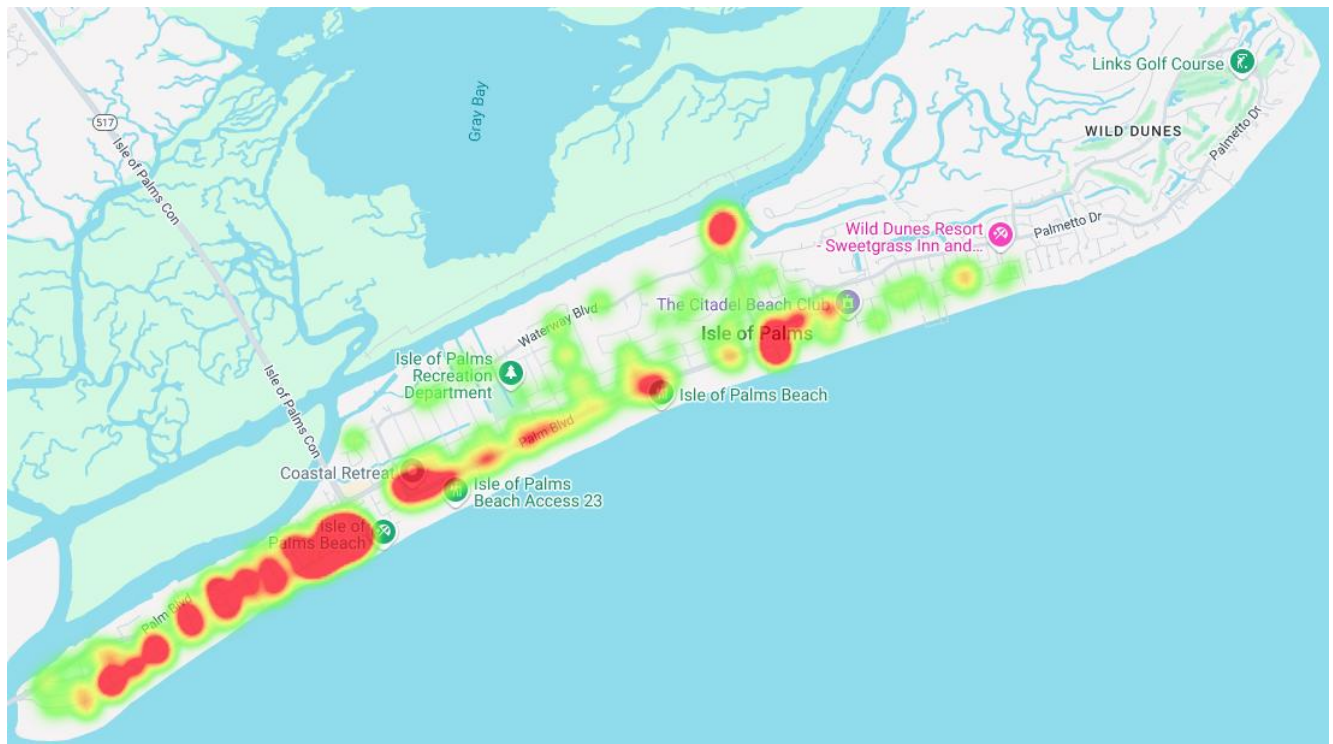 Links Golf Course
WILD DUNES
Palmetto Dr
Gray Bay
517
Isle of Palms Con
Wild Dunes Resort
- Sweetgrass Inn and...
Palmetto Dr
The Citadel Beach Club
Waterway Blvd
Isle of Palms
Isle of Palms
Recreation
Department
Isle of Palms Con
Isle of Palms Beach
Palm Blvd
Coastal Retreat
Isle of Palms
Beach Access 23
Isle of
Palms Beach
Palm Blvd